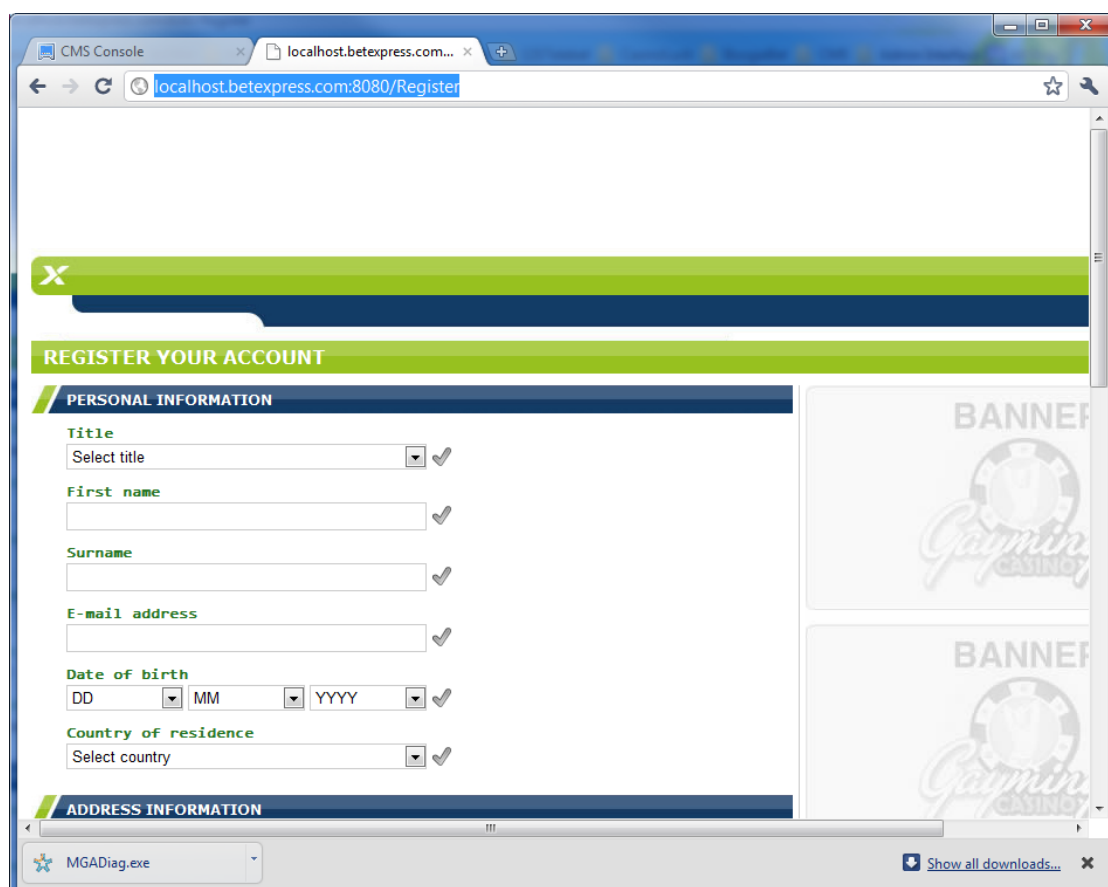 CMS Console
localhost.betexpress.com...
localhost.betexpress.com:8080/Register
REGISTER YOUR ACCOUNT
PERSONAL INFORMATION
Title
Select title
First name
Surname
E-mail address
Date of birth
DD MM YYYY
Country of residence
Select country
ADDRESS INFORMATION
BANNER
Gaymin
CASINO
BANNER
Gaymin
CASINO
MGADiag.exe
Show all downloads...